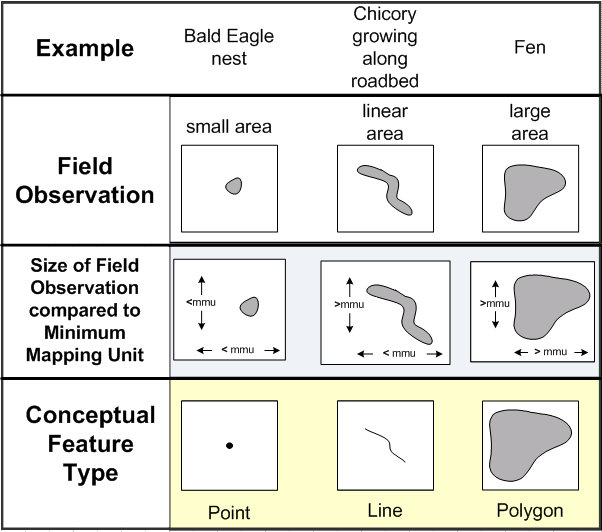 Example
Bald Eagle
nest
Chicory
growing
along
roadbed
Fen
Field
Observation
small area
linear
area
large
area
Size of Field
Observation
compared to
Minimum
Mapping Unit
<mmu
< mmu
>mmu
< mmu
>mmu
> mmu
Conceptual
Feature
Type
Point
Line
Polygon